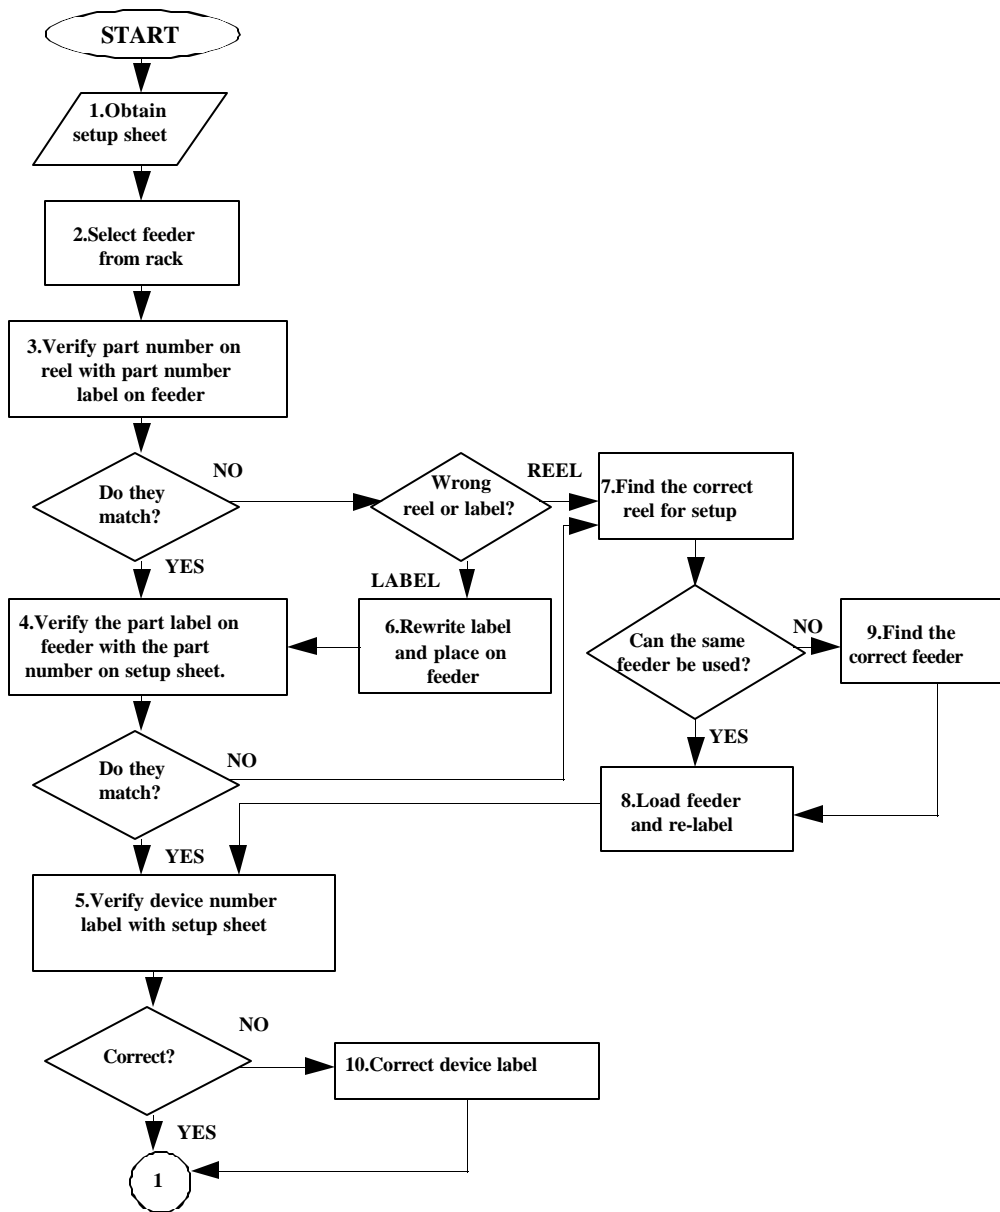 START
1.Obtain
setup sheet
2.Select feeder
from rack
3.Verify part number on
reel with part number
label on feeder
Do they
match?
NO
Wrong
reel or label?
REEL
7.Find the correct
reel for setup
YES
LABEL
4.Verify the part label on
feeder with the part
number on setup sheet.
6.Rewrite label
and place on
feeder
Can the same
feeder be used?
NO
9.Find the
correct feeder
Do they
match?
NO
YES
8.Load feeder
and re-label
YES
5.Verify device number
label with setup sheet
Correct?
NO
10.Correct device label
YES
1